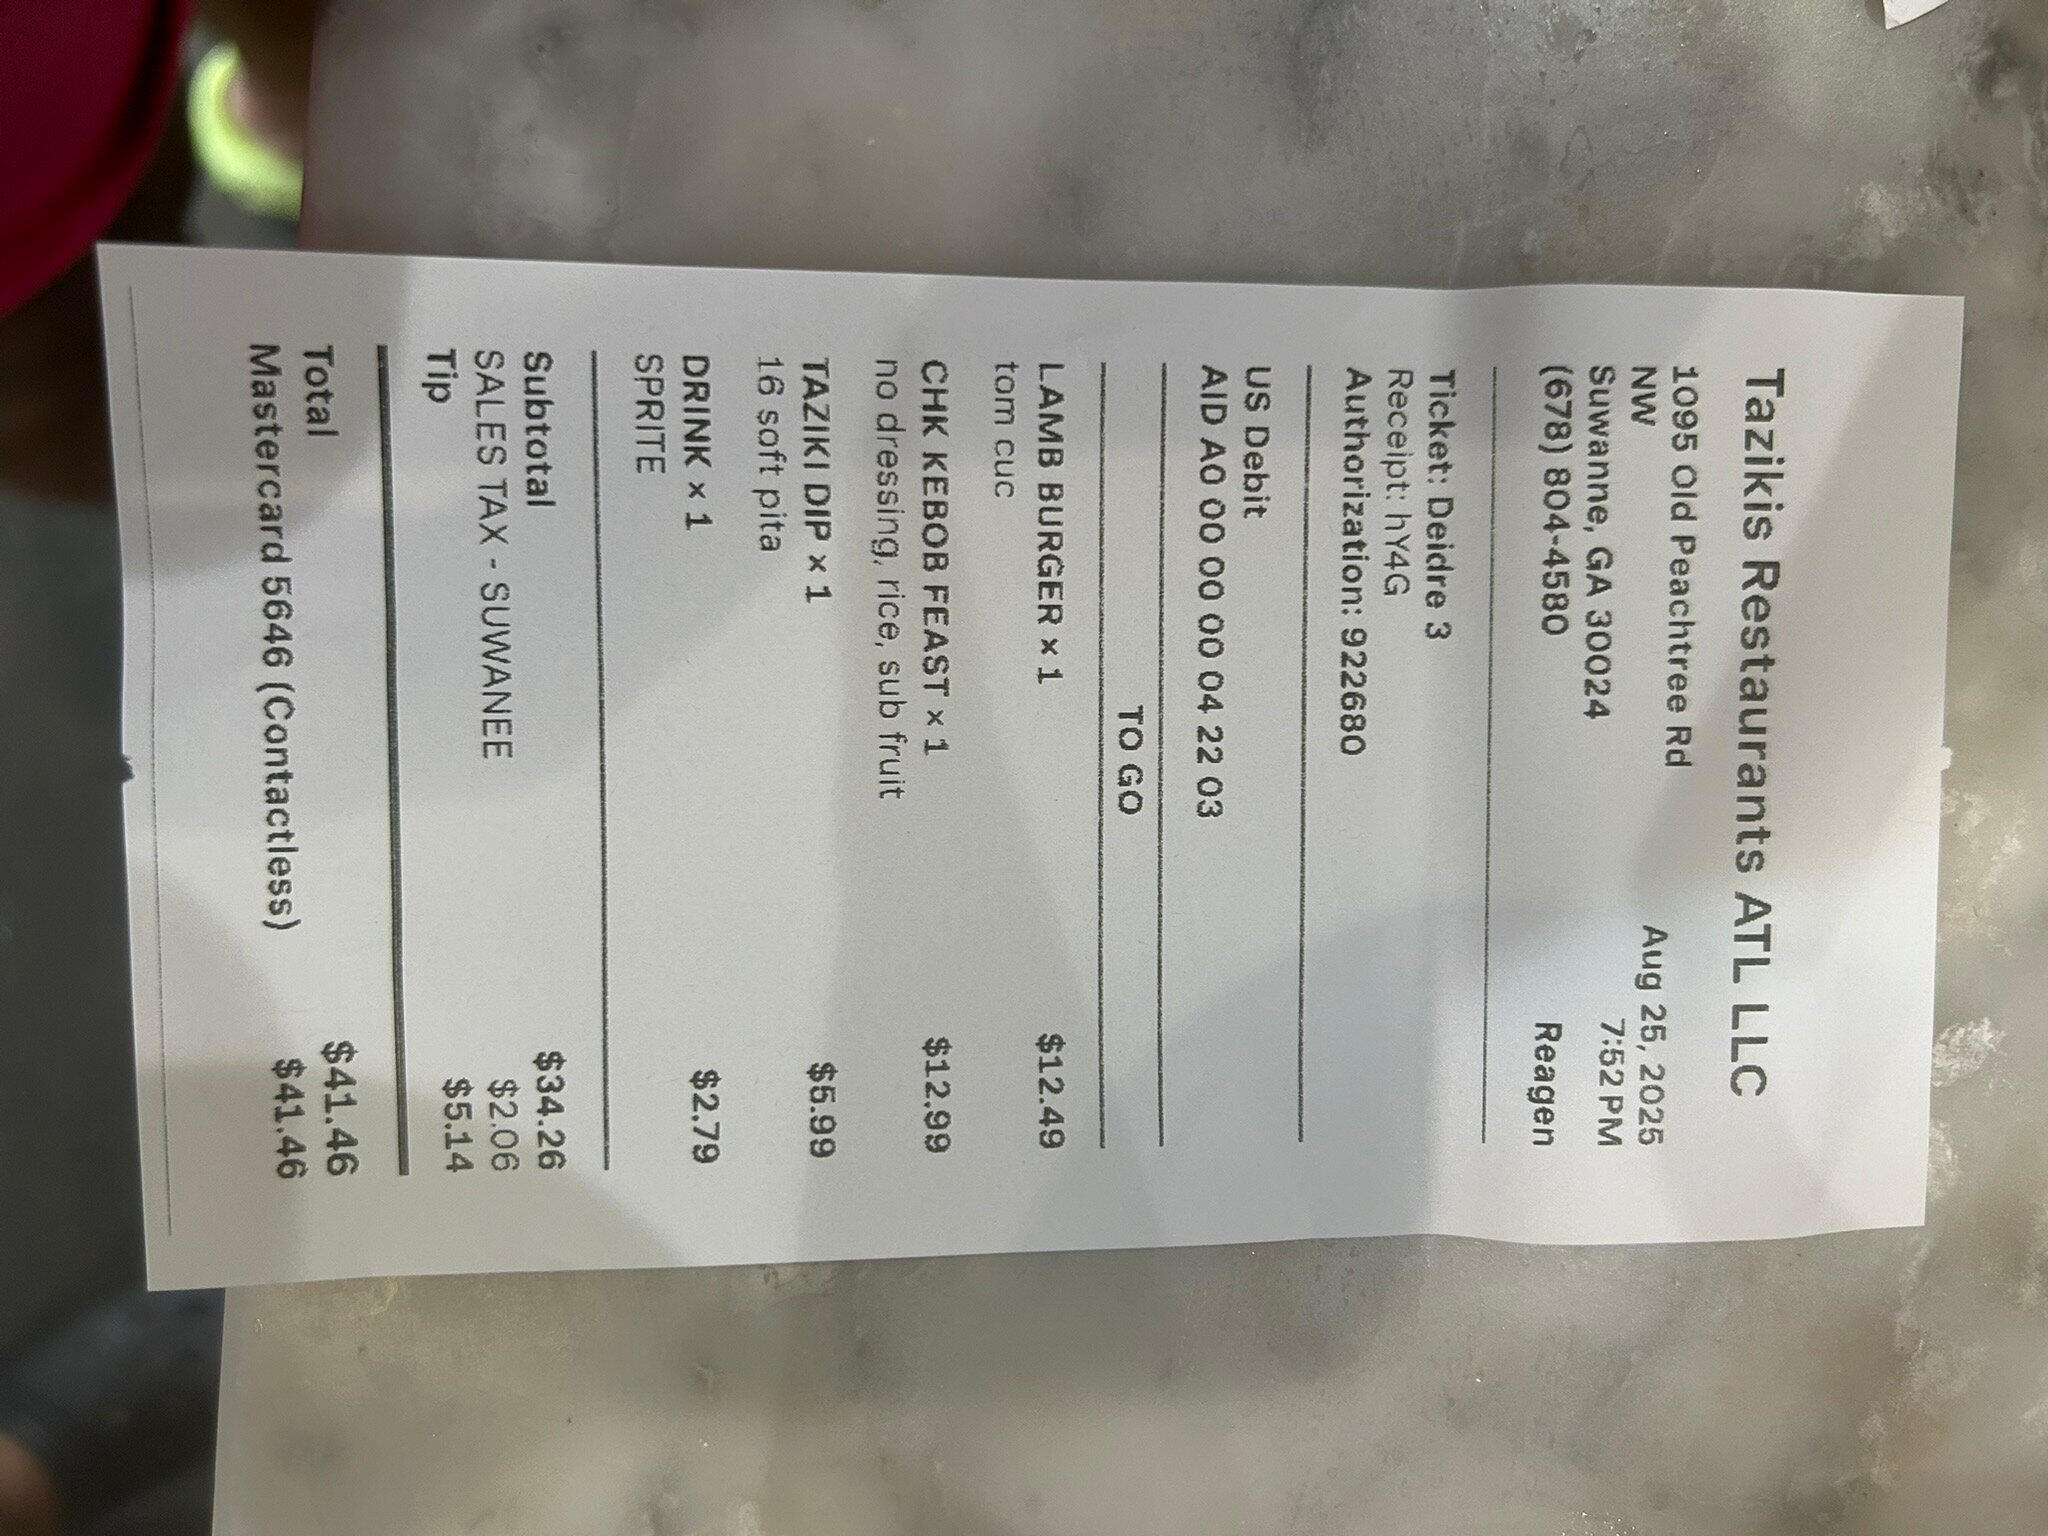 Tazikis Restaurants ATL LLC
1095 Old Peachtree Rd
NW
Suwanne, GA 30024
(678) 804-4580
Aug 25, 2025
7:52 PM
Reagen
Ticket: Deidre 3
Receipt: hY4G
Authorization: 922680
US Debit
AID A0 00 00 00 04 22 03
TO GO
LAMB BURGER × 1 $12.49
tom cuc
CHK KEBOB FEAST × 1 $12.99
no dressing, rice, sub fruit
TAZIKI DIP × 1 $5.99
16 soft pita
DRINK × 1 $2.79
SPRITE
Subtotal $34.26
SALES TAX - SUWANEE $2.06
Tip $5.14
Total $41.46
Mastercard 5646 (Contactless) $41.46